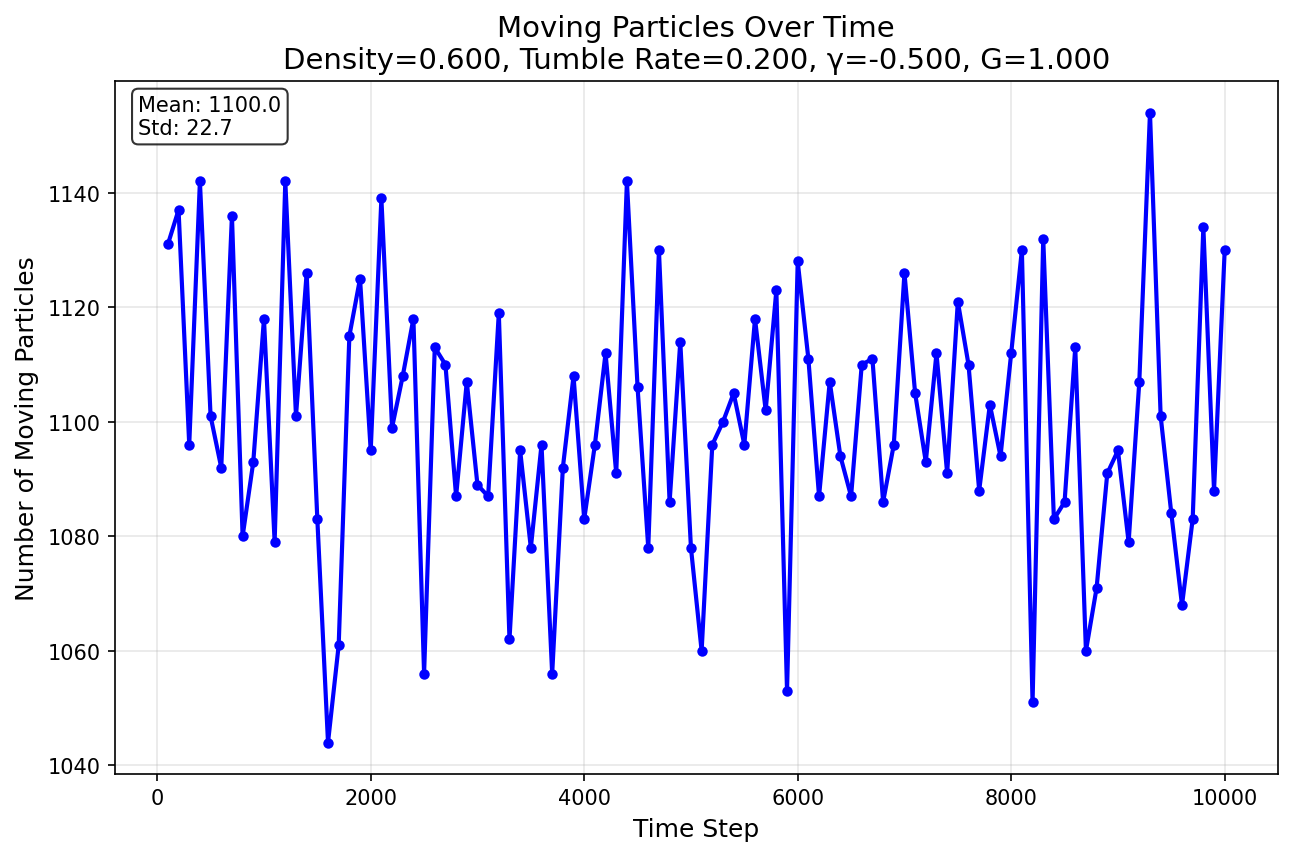 Moving Particles Over Time
Density=0.600, Tumble Rate=0.200, γ=-0.500, G=1.000
Mean: 1100.0
Std: 22.7
Number of Moving Particles
1140
1120
1100
1080
1060
1040
0
2000
4000
6000
8000
10000
Time Step